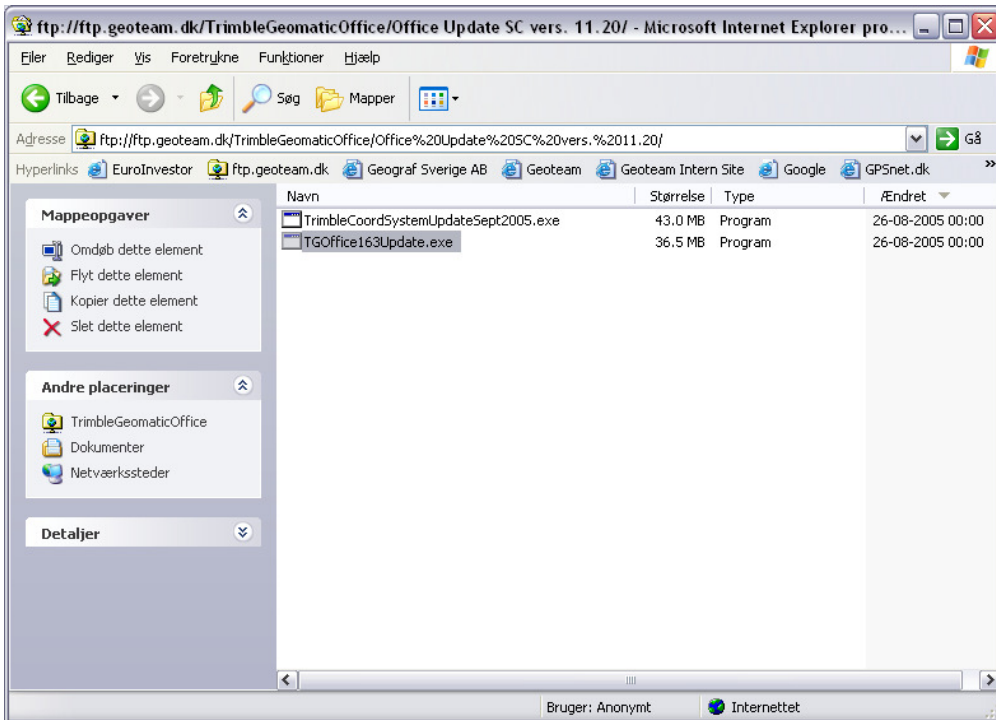 ftp://ftp.geoteam.dk/TrimbleGeomaticOffice/Office Update SC vers. 11.20/ - Microsoft Internet Explorer pro...
Filer Rediger Vis Foretrukne Funktioner Hjælp
Tilbage Søg Mapper
Adresse ftp://ftp.geoteam.dk/TrimbleGeomaticOffice/Office%20Update%20SC%20vers.%2011.20/ Gå
Hyperlinks EuroInvestor ftp.geoteam.dk Geograf Sverige AB Geoteam Geoteam Intern Site Google GPSnet.dk »
Navn Størrelse Type Ændret
TrimbleCoordSystemUpdateSept2005.exe 43.0 MB Program 26-08-2005 00:00
TGOffice163Update.exe 36.5 MB Program 26-08-2005 00:00
Mappeopgaver
Omdøb dette element
Flyt dette element
Kopier dette element
Slet dette element
Andre placeringer
TrimbleGeomaticOffice
Dokumenter
Netværkssteder
Detaljer
Bruger: Anonymt Internettet